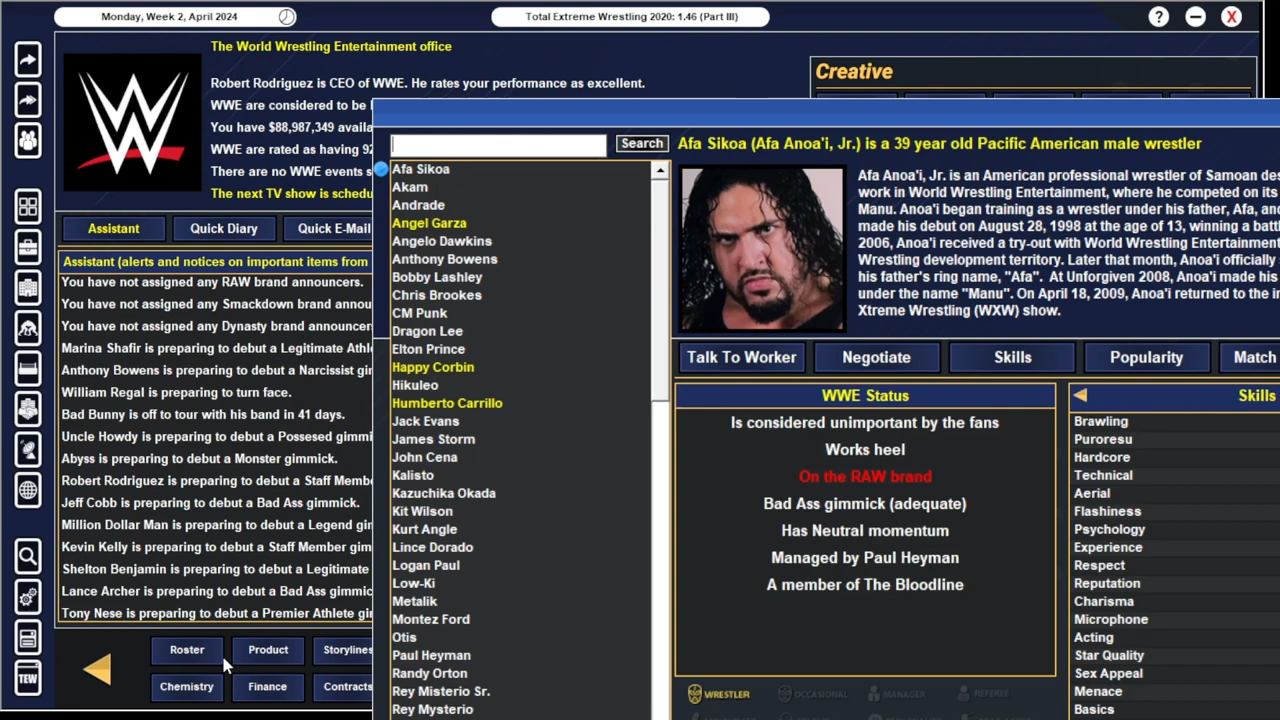 Monday, Week 2, April 2024
Total Extreme Wrestling 2020: 1.46 (Part III)
?
X
The World Wrestling Entertainment office
Robert Rodriguez is CEO of WWE. He rates your performance as excellent.
WWE are considered to be
You have $88,987,349 availa
WWE are rated as having 92
There are no WWE events s
The next TV show is schedu
Creative
Assistant
Quick Diary
Quick E-Mail
Assistant (alerts and notices on important items from
You have not assigned any RAW brand announcers.
You have not assigned any Smackdown brand annou
You have not assigned any Dynasty brand announcers
Marina Shafir is preparing to debut a Legitimate Athle
Anthony Bowens is preparing to debut a Narcissist gi
William Regal is preparing to turn face.
Bad Bunny is off to tour with his band in 41 days.
Uncle Howdy is preparing to debut a Possesed gimmi
Abyss is preparing to debut a Monster gimmick.
Robert Rodriguez is preparing to debut a Staff Membe
Jeff Cobb is preparing to debut a Bad Ass gimmick.
Million Dollar Man is preparing to debut a Legend gir
Kevin Kelly is preparing to debut a Staff Member gim
Shelton Benjamin is preparing to debut a Legitimate
Lance Archer is preparing to debut a Bad Ass gimmic
Tony Nese is preparing to debut a Premier Athlete gi
Roster
Product
Storylines
Chemistry
Finance
Contracts
TEW
Search
Afa Sikoa
Akam
Andrade
Angel Garza
Angelo Dawkins
Anthony Bowens
Bobby Lashley
Chris Brookes
CM Punk
Dragon Lee
Elton Prince
Happy Corbin
Hikuleo
Humberto Carrillo
Jack Evans
James Storm
John Cena
Kalisto
Kazuchika Okada
Kit Wilson
Kurt Angle
Lince Dorado
Logan Paul
Low-Ki
Metalik
Montez Ford
Otis
Paul Heyman
Randy Orton
Rey Misterio Sr.
Rey Mysterio
Afa Sikoa (Afa Anoa'i, Jr.) is a 39 year old Pacific American male wrestler
Afa Anoa'i, Jr. is an American professional wrestler of Samoan des
work in World Wrestling Entertainment, where he competed on its
Manu. Anoa'i began training as a wrestler under his father, Afa, and
made his debut on August 28, 1998 at the age of 13, winning a battl
2006, Anoa'i received a try-out with World Wrestling Entertainment
Wrestling development territory. Later that month, Anoa'i officially
his father's ring name, "Afa". At Unforgiven 2008, Anoa'i made his
under the name "Manu". On April 18, 2009, Anoa'i returned to the in
Xtreme Wrestling (WXW) show.
Talk To Worker
Negotiate
Skills
Popularity
Match
WWE Status
Is considered unimportant by the fans
Works heel
On the RAW brand
Bad Ass gimmick (adequate)
Has Neutral momentum
Managed by Paul Heyman
A member of The Bloodline
WRESTLER
OCCASIONAL
MANAGER
REFEREE
Skills
Brawling
Puroresu
Hardcore
Technical
Aerial
Flashiness
Psychology
Experience
Respect
Reputation
Charisma
Microphone
Acting
Star Quality
Sex Appeal
Menace
Basics